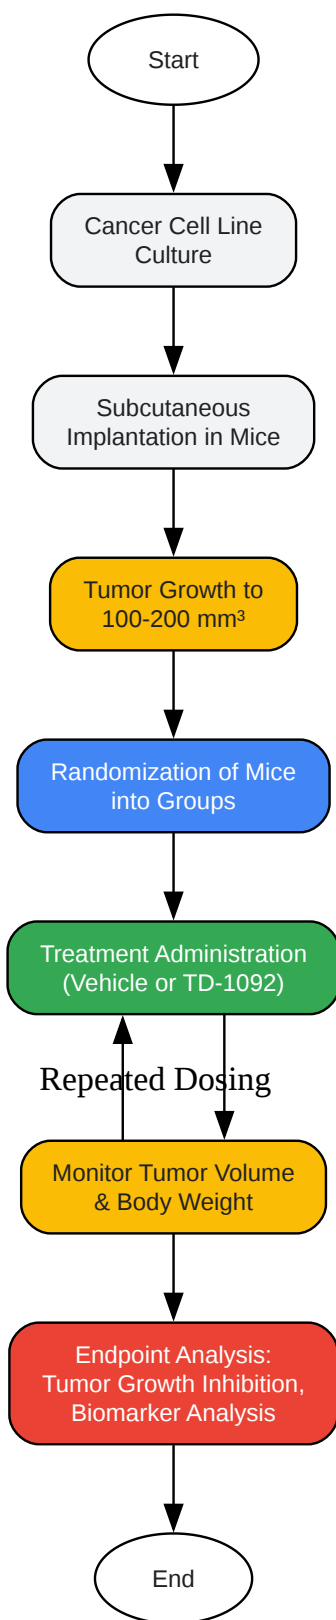 Start
Cancer Cell Line
Culture
Subcutaneous
Implantation in Mice
Tumor Growth to
100-200 mm³
Randomization of Mice
into Groups
Treatment Administration
(Vehicle or TD-1092)
Repeated Dosing
Monitor Tumor Volume
& Body Weight
Endpoint Analysis:
Tumor Growth Inhibition,
Biomarker Analysis
End